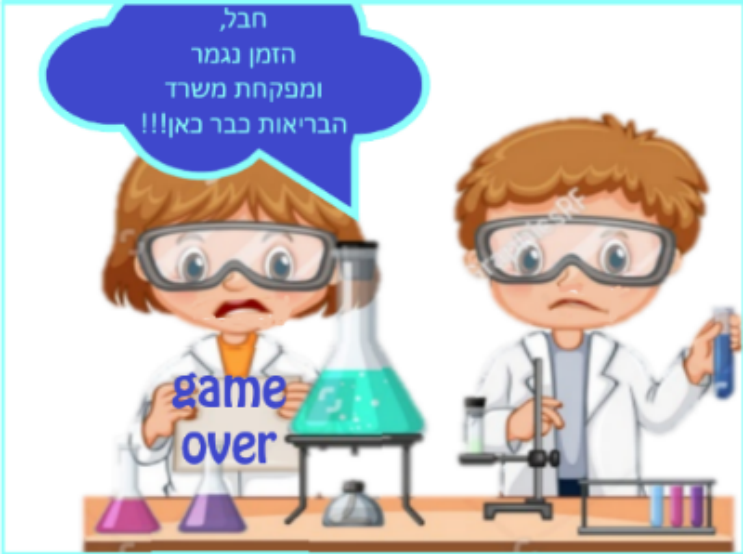 חבל,
הזמן נגמר
ומפקחת משרד
הבריאות כבר כאן!!!
game
over